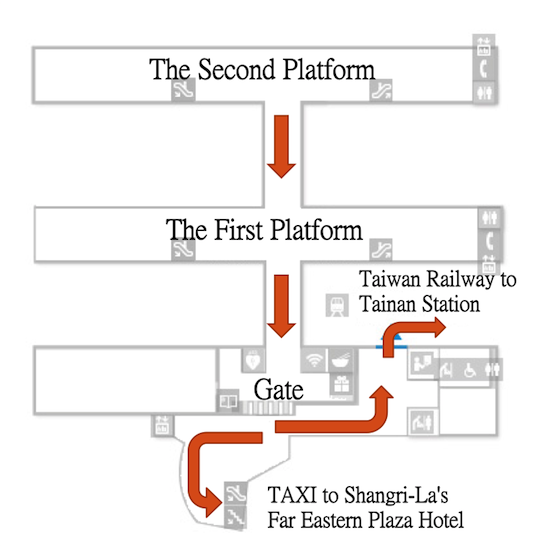 The Second Platform
The First Platform
Taiwan Railway to
Tainan Station
Gate
TAXI to Shangri-La's
Far Eastern Plaza Hotel